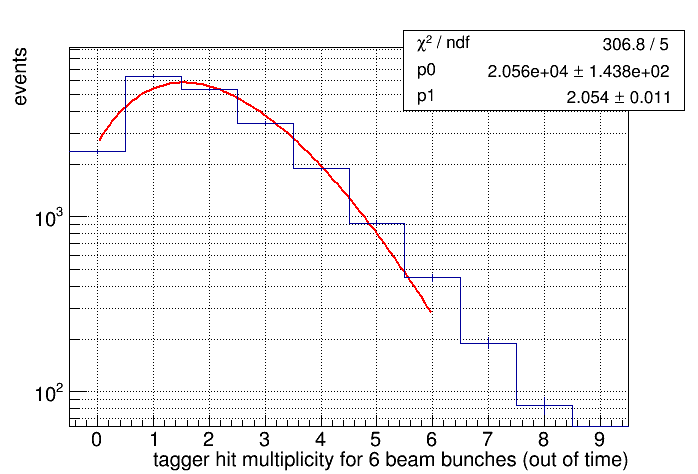 χ² / ndf 306.8 / 5
p0 2.056e+04 ± 1.438e+02
p1 2.054 ± 0.011
events
10³
10²
0 1 2 3 4 5 6 7 8 9
tagger hit multiplicity for 6 beam bunches (out of time)